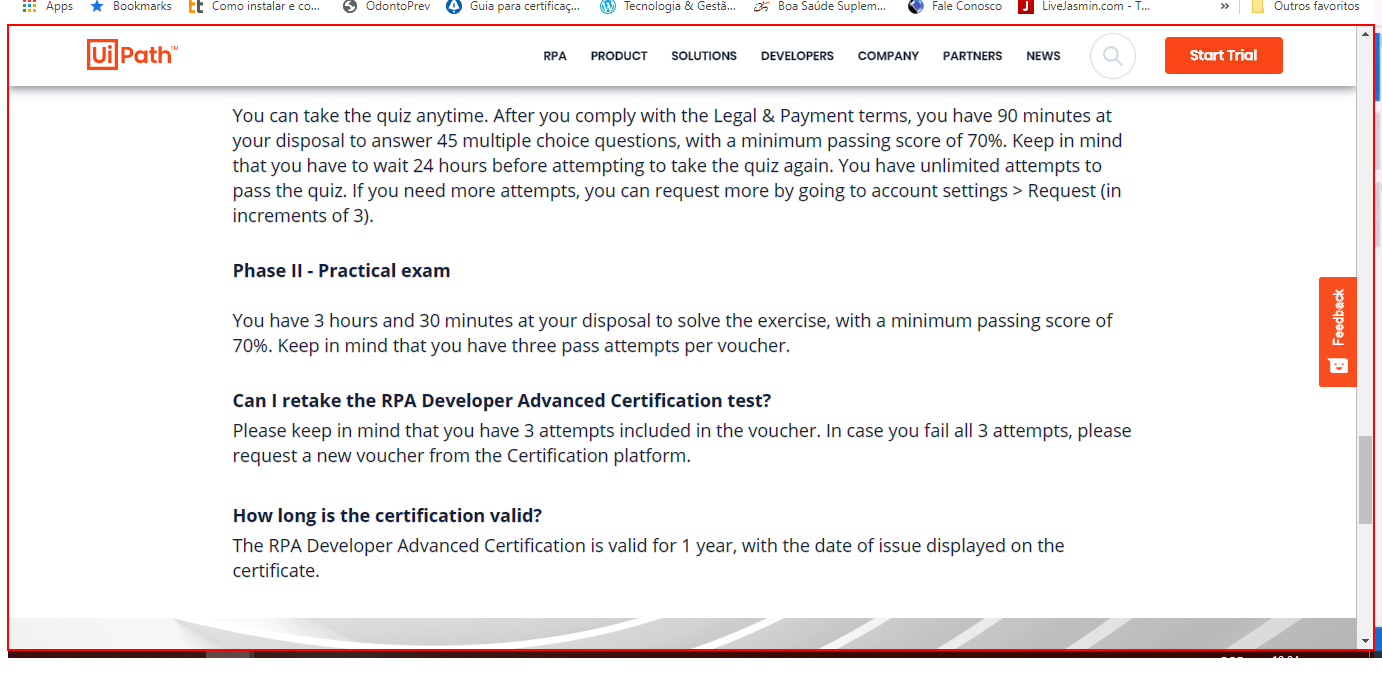 Apps Bookmarks Como instalar e co... OdontoPrev Guia para certificaç... Tecnologia & Gestã... Boa Saúde Suplem... Fale Conosco LiveJasmin.com - T... » Outros favoritos
UiPath™ RPA PRODUCT SOLUTIONS DEVELOPERS COMPANY PARTNERS NEWS Start Trial
You can take the quiz anytime. After you comply with the Legal & Payment terms, you have 90 minutes at
your disposal to answer 45 multiple choice questions, with a minimum passing score of 70%. Keep in mind
that you have to wait 24 hours before attempting to take the quiz again. You have unlimited attempts to
pass the quiz. If you need more attempts, you can request more by going to account settings > Request (in
increments of 3).
Phase II - Practical exam
You have 3 hours and 30 minutes at your disposal to solve the exercise, with a minimum passing score of
70%. Keep in mind that you have three pass attempts per voucher.
Feedback
Can I retake the RPA Developer Advanced Certification test?
Please keep in mind that you have 3 attempts included in the voucher. In case you fail all 3 attempts, please
request a new voucher from the Certification platform.
How long is the certification valid?
The RPA Developer Advanced Certification is valid for 1 year, with the date of issue displayed on the
certificate.